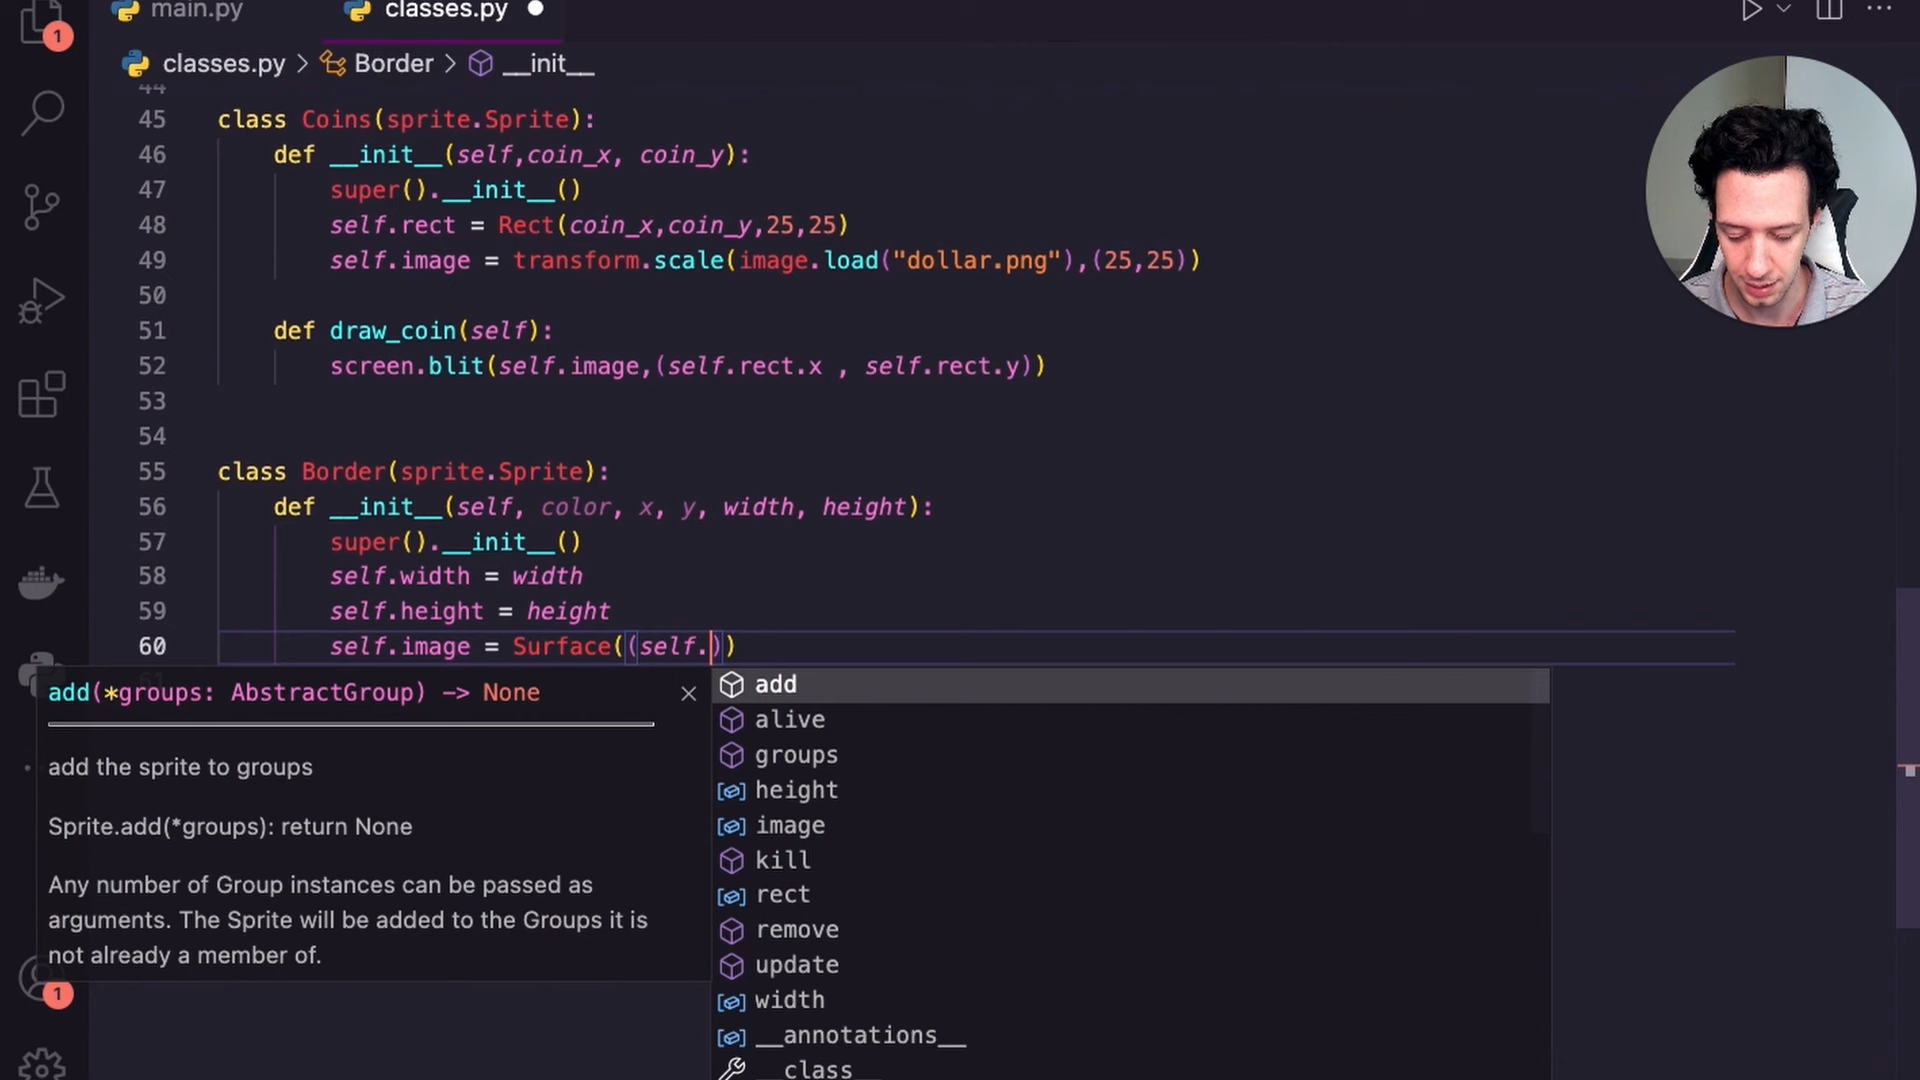 main.py
classes.py
1
classes.py > Border > __init__
44
45 class Coins(sprite.Sprite):
46 def __init__(self,coin_x, coin_y):
47 super().__init__()
48 self.rect = Rect(coin_x,coin_y,25,25)
49 self.image = transform.scale(image.load("dollar.png"),(25,25))
50
51 def draw_coin(self):
52 screen.blit(self.image,(self.rect.x , self.rect.y))
53
54
55 class Border(sprite.Sprite):
56 def __init__(self, color, x, y, width, height):
57 super().__init__()
58 self.width = width
59 self.height = height
60 self.image = Surface((self.))
add(*groups: AbstractGroup) -> None
add the sprite to groups
Sprite.add(*groups): return None
Any number of Group instances can be passed as
arguments. The Sprite will be added to the Groups it is
not already a member of.
add
alive
groups
height
image
kill
rect
remove
update
width
__annotations__
__class
1